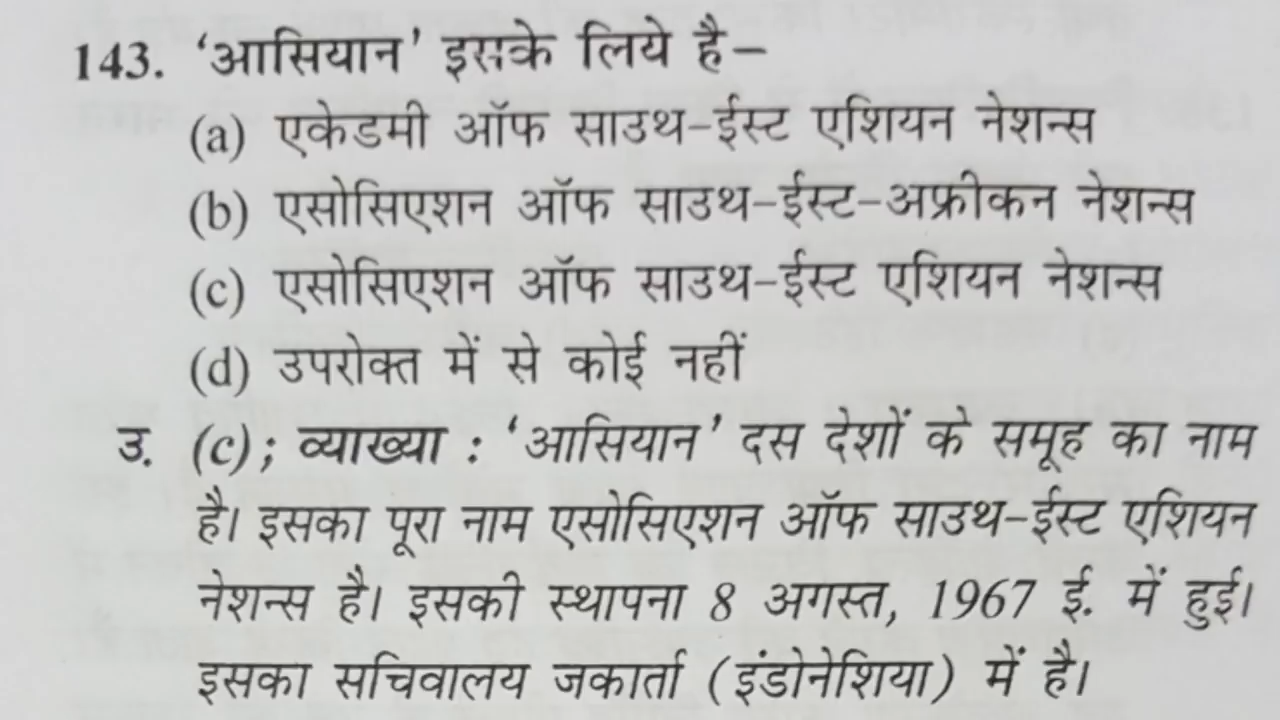 143. ‘आसियान’ इसके लिये है–
(a) एकेडमी ऑफ साउथ-ईस्ट एशियन नेशन्स
(b) एसोसिएशन ऑफ साउथ-ईस्ट-अफ्रीकन नेशन्स
(c) एसोसिएशन ऑफ साउथ-ईस्ट एशियन नेशन्स
(d) उपरोक्त में से कोई नहीं
उ. (c); व्याख्या : ‘आसियान’ दस देशों के समूह का नाम
है। इसका पूरा नाम एसोसिएशन ऑफ साउथ-ईस्ट एशियन
नेशन्स है। इसकी स्थापना 8 अगस्त, 1967 ई. में हुई।
इसका सचिवालय जकार्ता (इंडोनेशिया) में है।